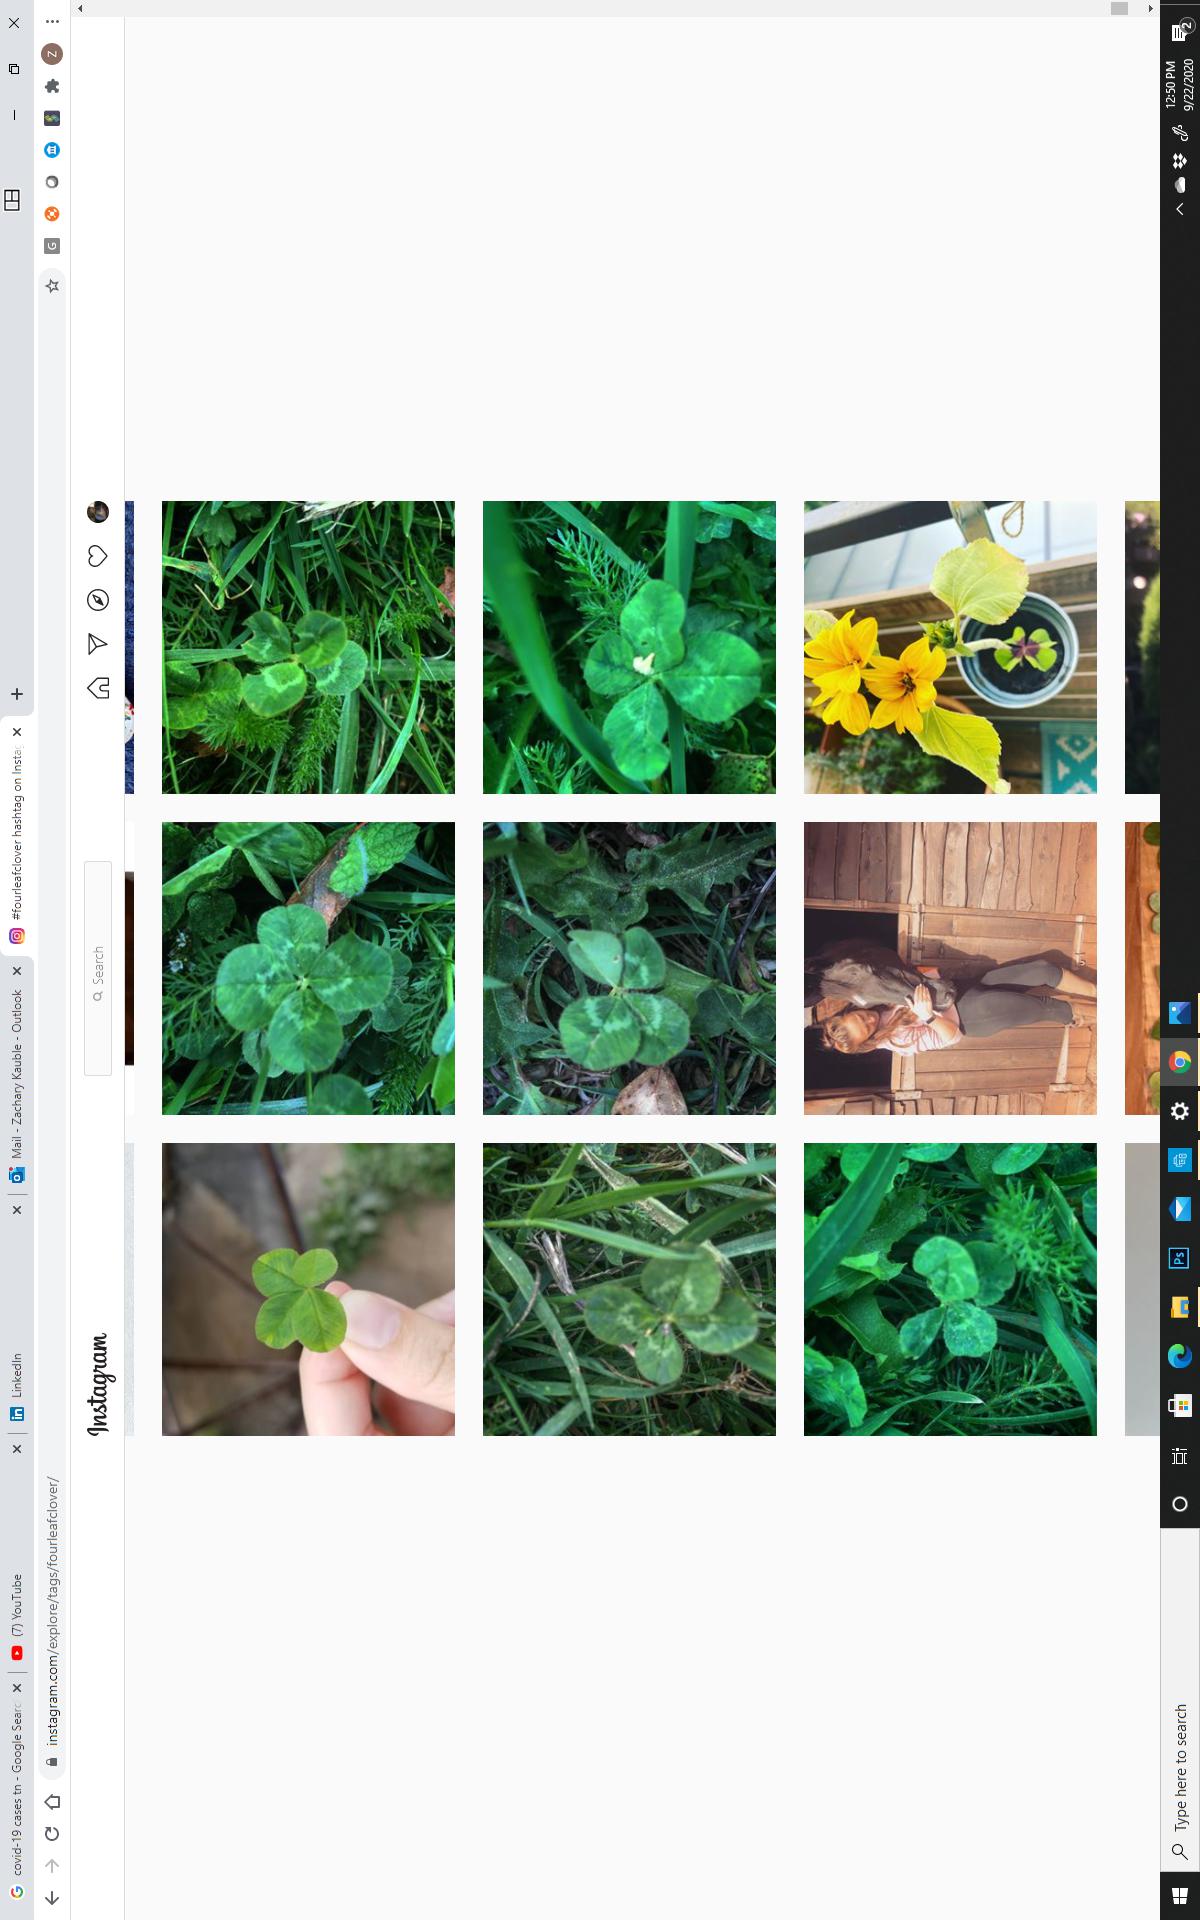 covid-19 cases tn - Google Searc
(7) YouTube
LinkedIn
Mail - Zachary Kauble - Outlook
#fourleafclover hashtag on Insta
instagram.com/explore/tags/fourleafclover/
G
Z
Instagram
Search
Type here to search
Ps
12:50 PM
9/22/2020
2